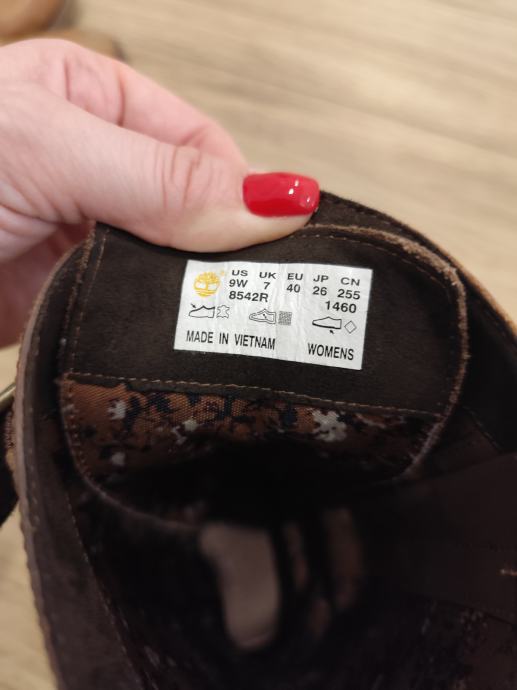 US UK EU JP CN
9W 7 40 26 255
8542R 1460
MADE IN VIETNAM WOMENS